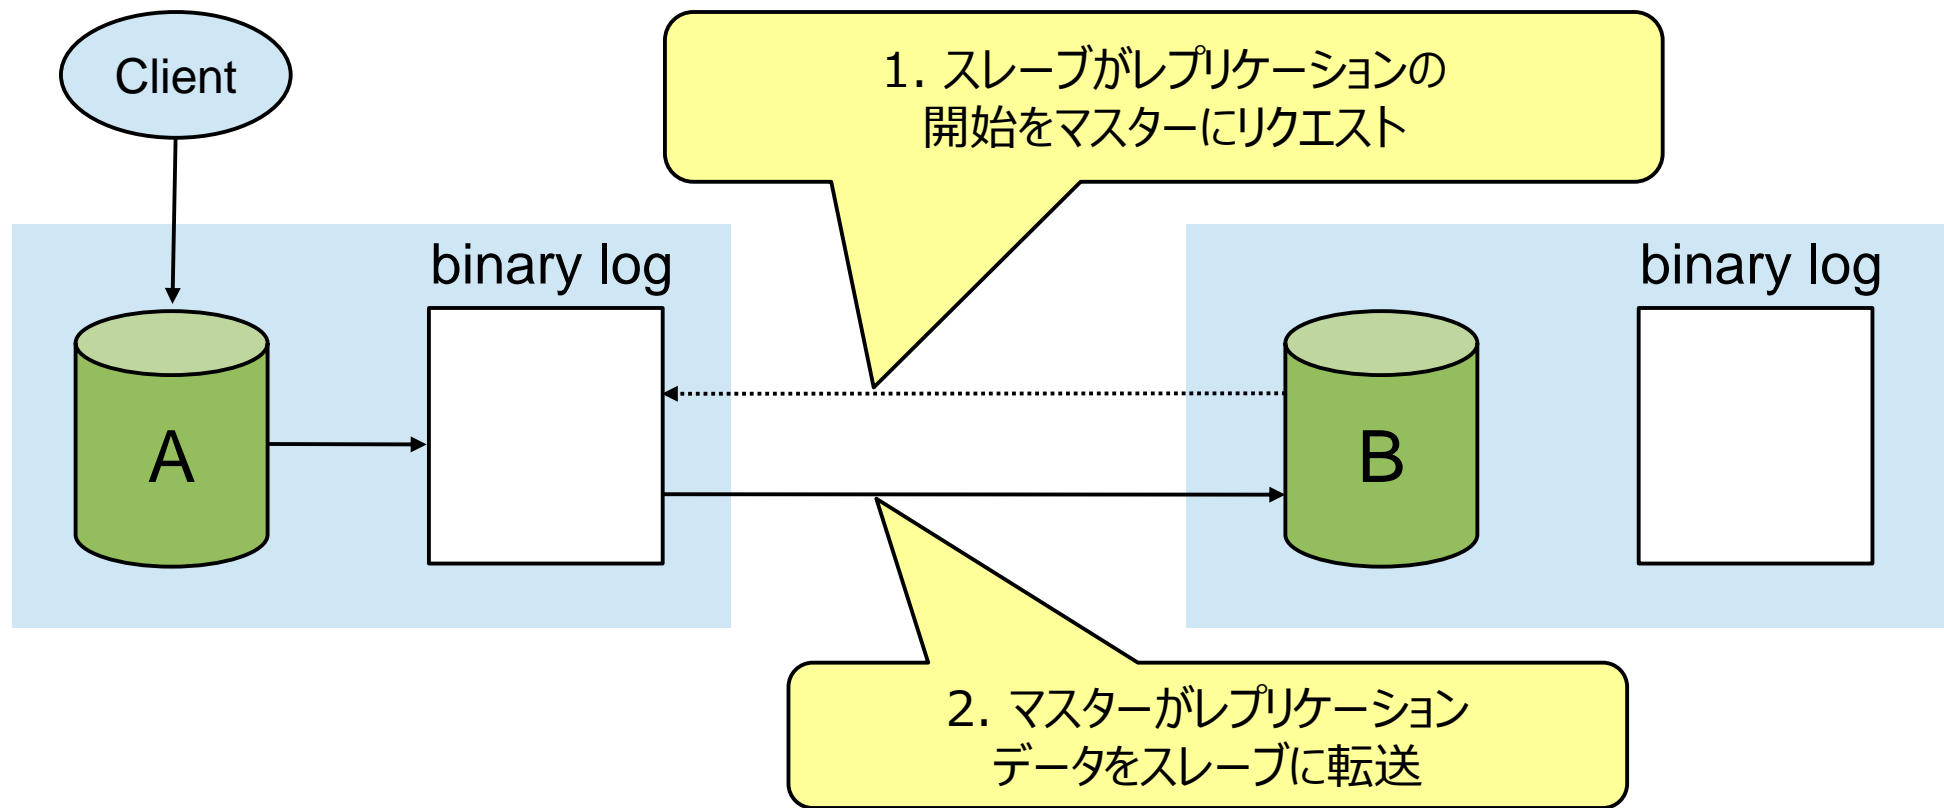 Client
1. スレーブがレプリケーションの
開始をマスターにリクエスト
binary log
binary log
A
B
2. マスターがレプリケーション
データをスレーブに転送